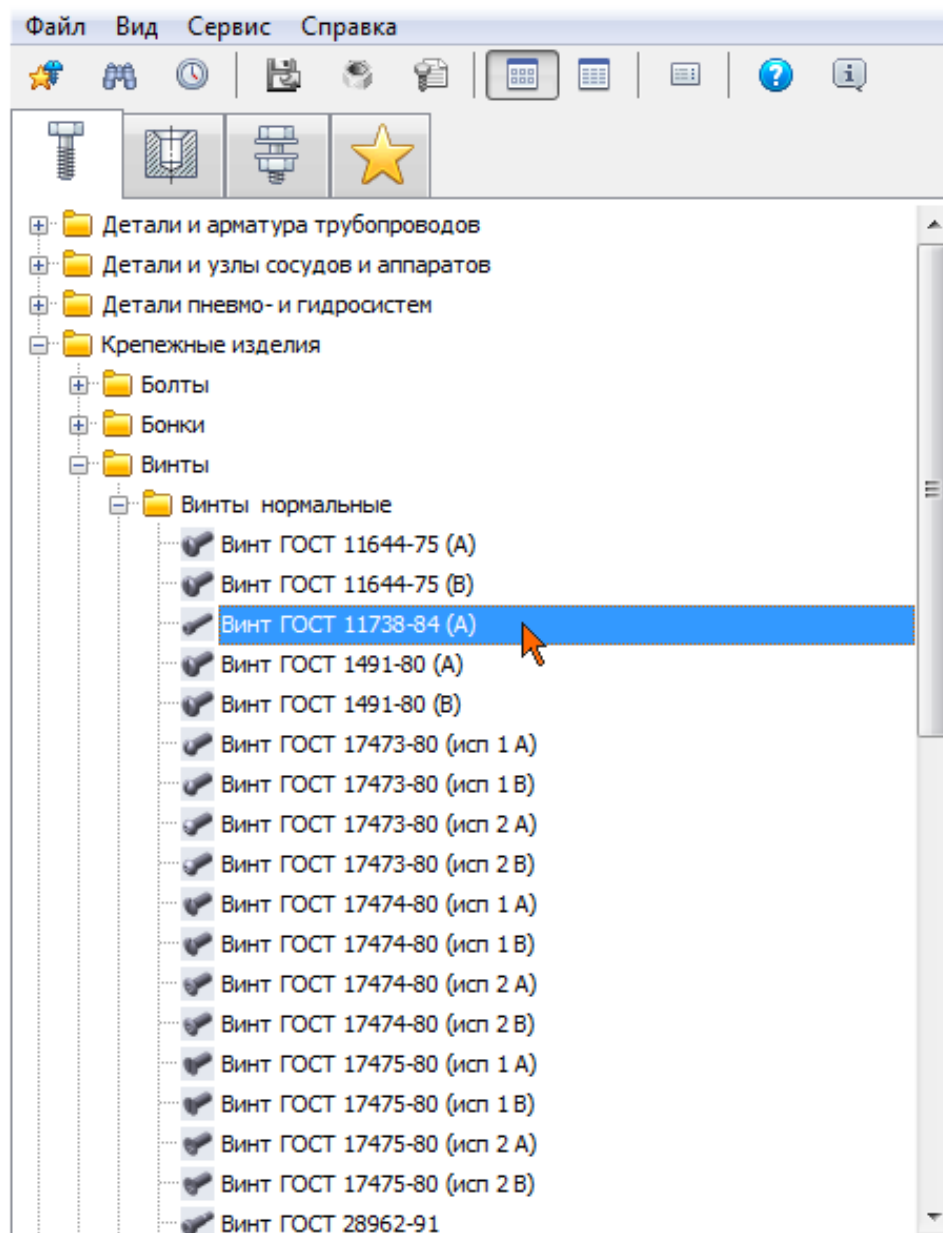 Файл Вид Сервис Справка
Детали и арматура трубопроводов
Детали и узлы сосудов и аппаратов
Детали пневмо- и гидросистем
Крепежные изделия
Болты
Бонки
Винты
Винты нормальные
Винт ГОСТ 11644-75 (А)
Винт ГОСТ 11644-75 (В)
Винт ГОСТ 11738-84 (А)
Винт ГОСТ 1491-80 (А)
Винт ГОСТ 1491-80 (В)
Винт ГОСТ 17473-80 (исп 1 А)
Винт ГОСТ 17473-80 (исп 1 В)
Винт ГОСТ 17473-80 (исп 2 А)
Винт ГОСТ 17473-80 (исп 2 В)
Винт ГОСТ 17474-80 (исп 1 А)
Винт ГОСТ 17474-80 (исп 1 В)
Винт ГОСТ 17474-80 (исп 2 А)
Винт ГОСТ 17474-80 (исп 2 В)
Винт ГОСТ 17475-80 (исп 1 А)
Винт ГОСТ 17475-80 (исп 1 В)
Винт ГОСТ 17475-80 (исп 2 А)
Винт ГОСТ 17475-80 (исп 2 В)
Винт ГОСТ 28962-91